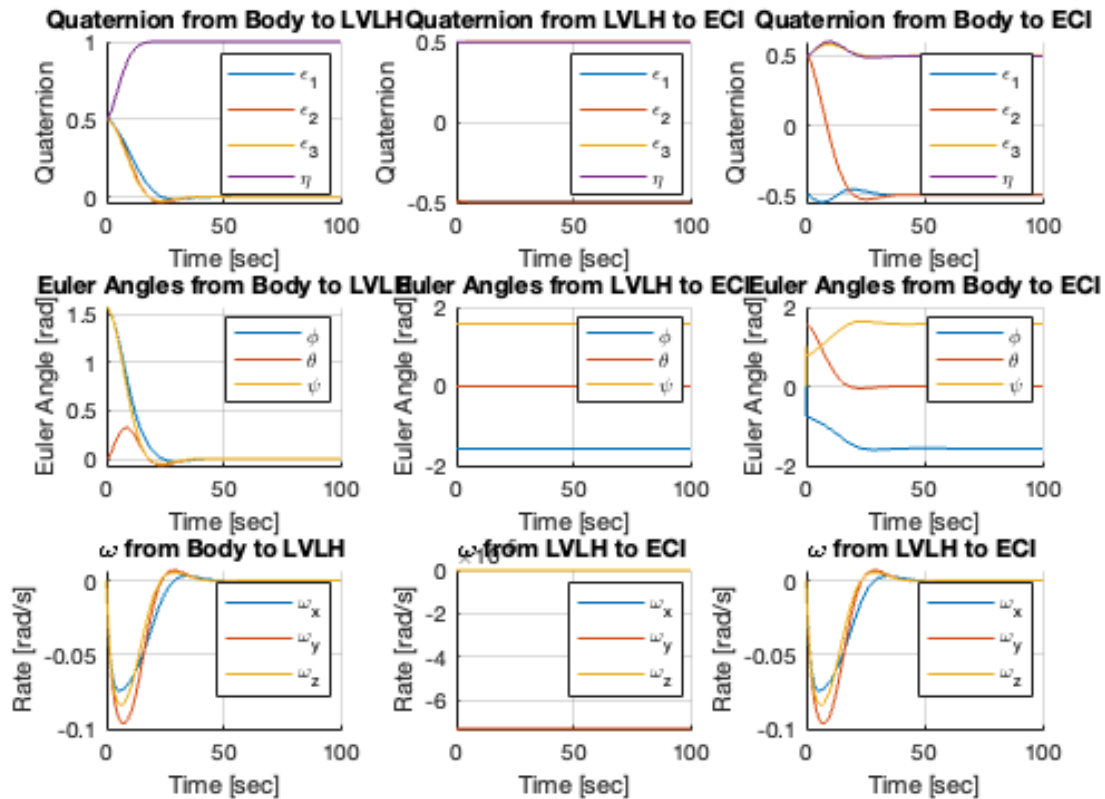 Quaternion from Body to LVLH
1
0.5
0
Quaternion
ϵ1
ϵ2
ϵ3
η
0 50 100
Time [sec]
Quaternion from LVLH to ECI
0.5
0
-0.5
Quaternion
ϵ1
ϵ2
ϵ3
η
0 50 100
Time [sec]
Quaternion from Body to ECI
0.5
0
-0.5
Quaternion
ϵ1
ϵ2
ϵ3
η
0 50 100
Time [sec]
Euler Angles from Body to LVLH
1.5
1
0.5
0
Euler Angle [rad]
ϕ
θ
ψ
0 50 100
Time [sec]
Euler Angles from LVLH to ECI
2
0
-2
Euler Angle [rad]
ϕ
θ
ψ
0 50 100
Time [sec]
Euler Angles from Body to ECI
2
0
-2
Euler Angle [rad]
ϕ
θ
ψ
0 50 100
Time [sec]
ω from Body to LVLH
0
-0.05
-0.1
Rate [rad/s]
ωx
ωy
ωz
0 50 100
Time [sec]
ω from LVLH to ECI
0
-2
-4
-6
Rate [rad/s]
ωx
ωy
ωz
0 50 100
Time [sec]
ω from LVLH to ECI
0
-0.05
-0.1
Rate [rad/s]
ωx
ωy
ωz
0 50 100
Time [sec]